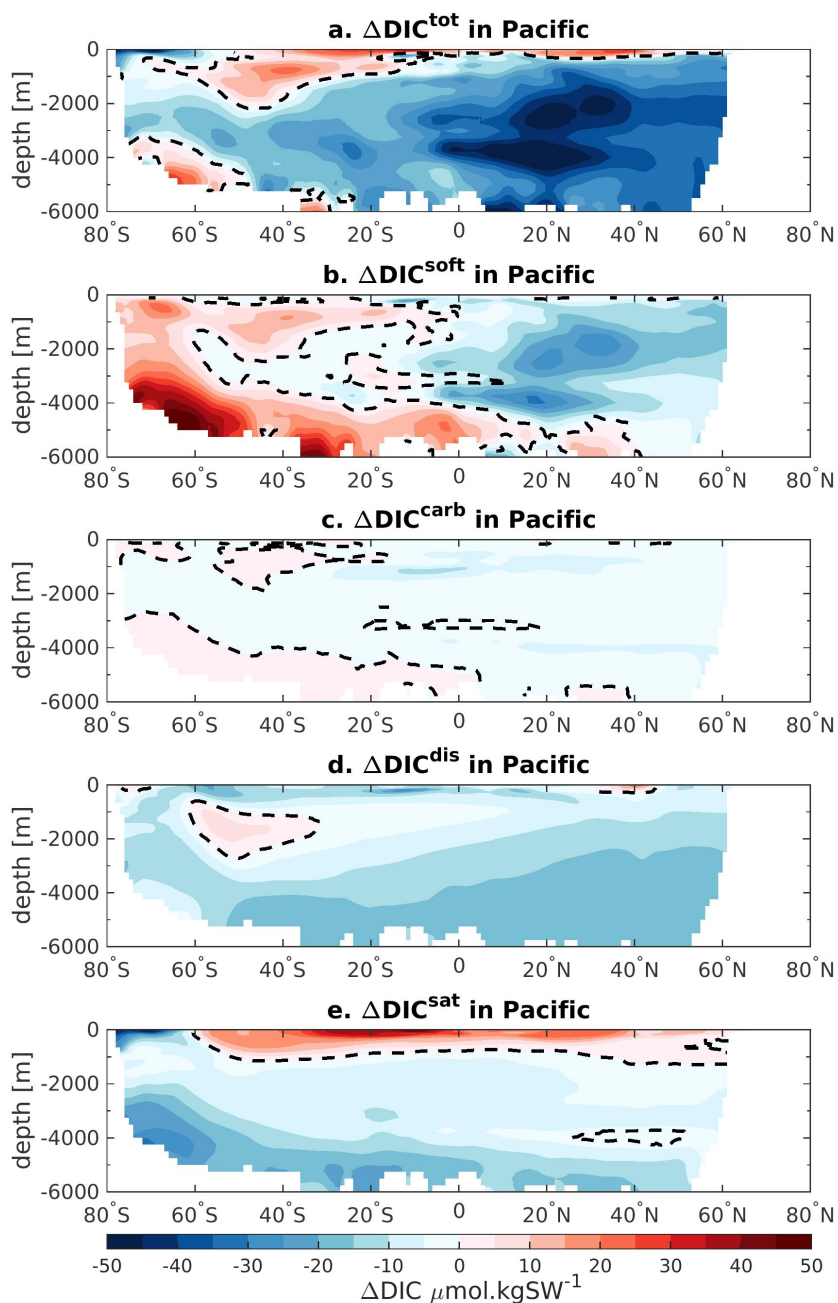 a. ΔDIC^tot in Pacific
0
-2000
-4000
-6000
depth [m]
80°S 60°S 40°S 20°S 0 20°N 40°N 60°N 80°N
b. ΔDIC^soft in Pacific
0
-2000
-4000
-6000
depth [m]
80°S 60°S 40°S 20°S 0 20°N 40°N 60°N 80°N
c. ΔDIC^carb in Pacific
0
-2000
-4000
-6000
depth [m]
80°S 60°S 40°S 20°S 0 20°N 40°N 60°N 80°N
d. ΔDIC^dis in Pacific
0
-2000
-4000
-6000
depth [m]
80°S 60°S 40°S 20°S 0 20°N 40°N 60°N 80°N
e. ΔDIC^sat in Pacific
0
-2000
-4000
-6000
depth [m]
80°S 60°S 40°S 20°S 0 20°N 40°N 60°N 80°N
-50 -40 -30 -20 -10 0 10 20 30 40 50
ΔDIC μmol.kgSW^-1